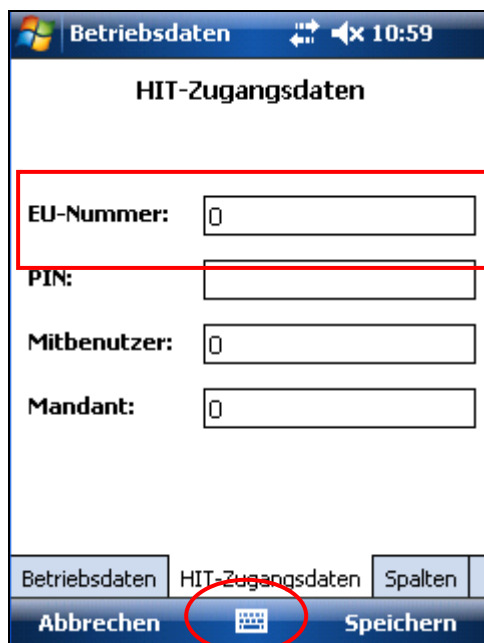 Betriebsdaten 10:59
HIT-Zugangsdaten
EU-Nummer: 0
PIN:
Mitbenutzer: 0
Mandant: 0
Betriebsdaten HIT-Zugangsdaten Spalten
Abbrechen Speichern